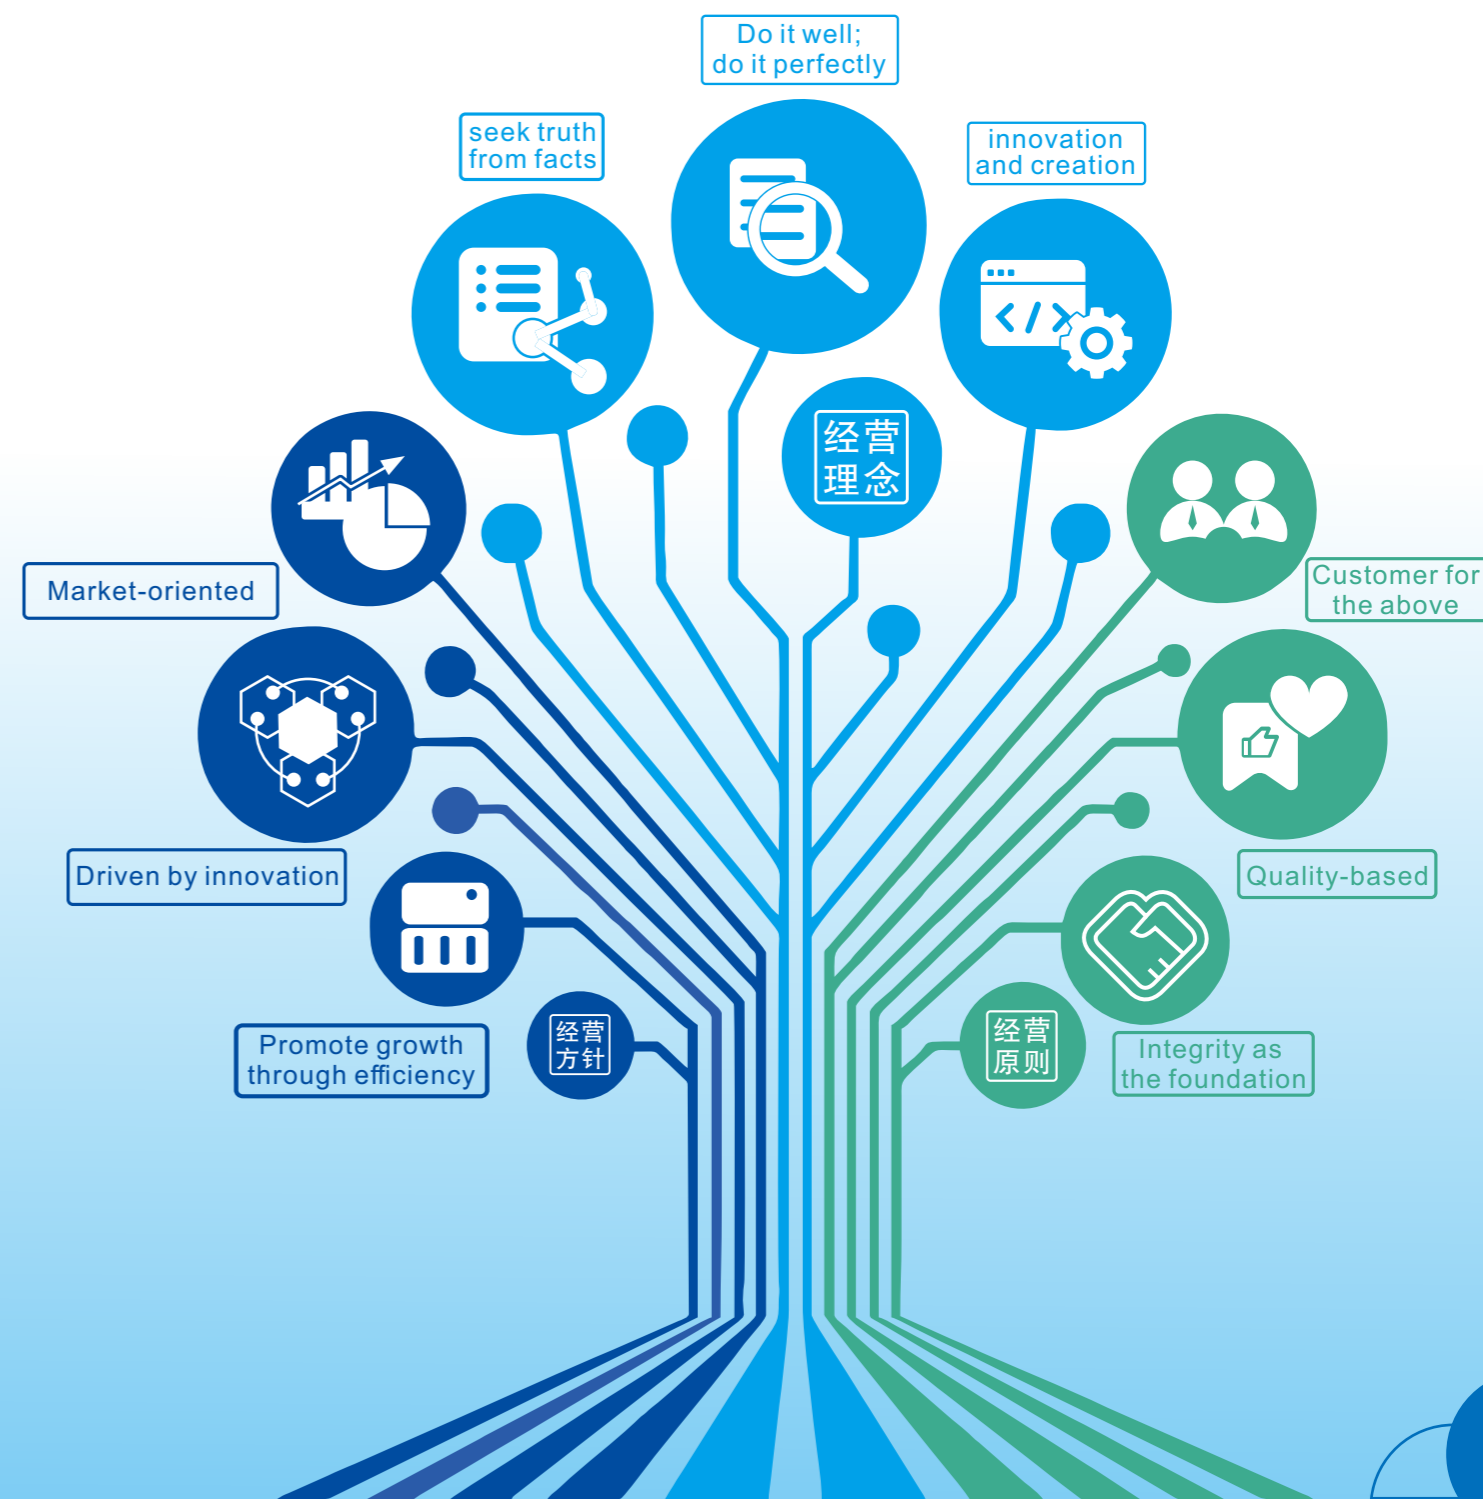 Do it well;
do it perfectly
seek truth
from facts
innovation
and creation
经营
理念
Market-oriented
Customer for
the above
Driven by innovation
Quality-based
Promote growth
through efficiency
经营
方针
经营
原则
Integrity as
the foundation